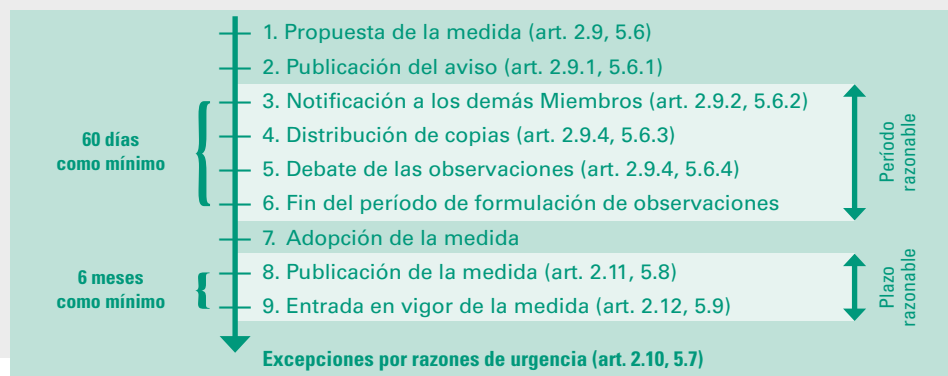 1. Propuesta de la medida (art. 2.9, 5.6)
2. Publicación del aviso (art. 2.9.1, 5.6.1)
3. Notificación a los demás Miembros (art. 2.9.2, 5.6.2)
4. Distribución de copias (art. 2.9.4, 5.6.3)
5. Debate de las observaciones (art. 2.9.4, 5.6.4)
6. Fin del período de formulación de observaciones
60 días
como mínimo
Período
razonable
7. Adopción de la medida
8. Publicación de la medida (art. 2.11, 5.8)
9. Entrada en vigor de la medida (art. 2.12, 5.9)
6 meses
como mínimo
Plazo
razonable
Excepciones por razones de urgencia (art. 2.10, 5.7)